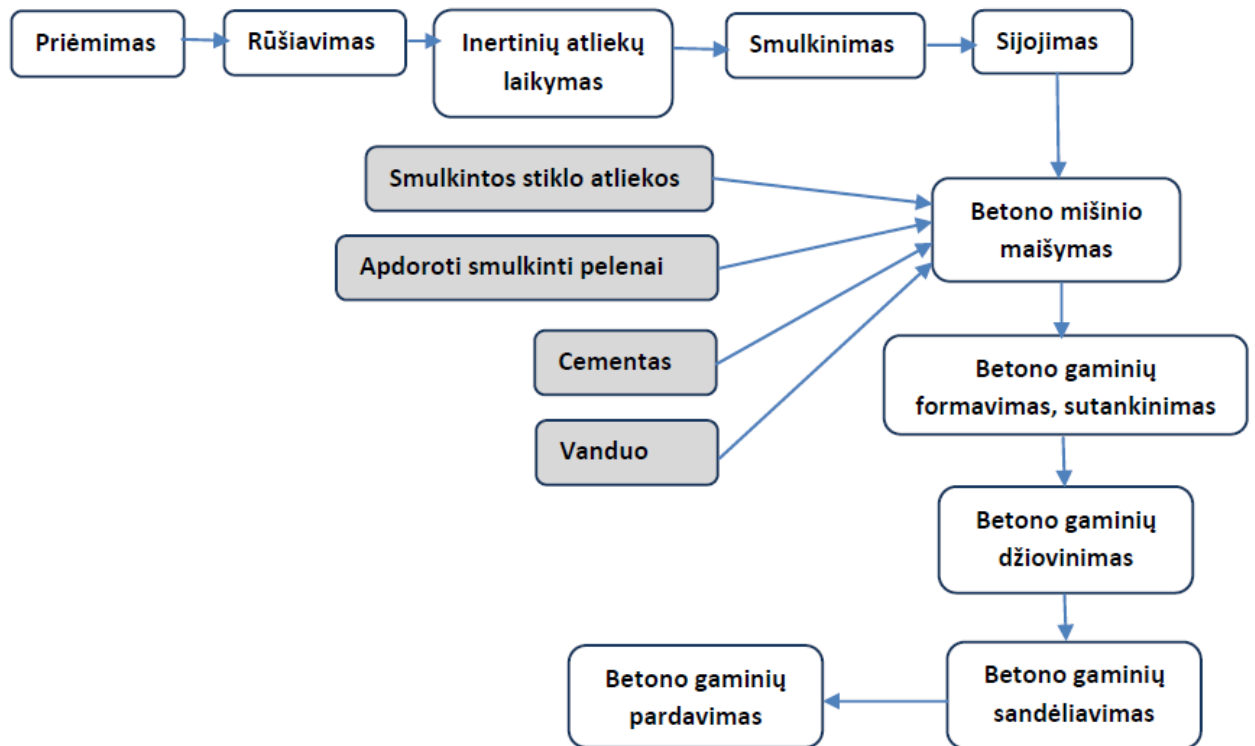 Priėmimas
Rūšiavimas
Inertinių atliekų
laikymas
Smulkinimas
Sijojimas
Smulkintos stiklo atliekos
Apdoroti smulkinti pelenai
Cementas
Vanduo
Betono mišinio
maišymas
Betono gaminių
formavimas, sutankinimas
Betono gaminių
džiovinimas
Betono gaminių
sandėliavimas
Betono gaminių
pardavimas